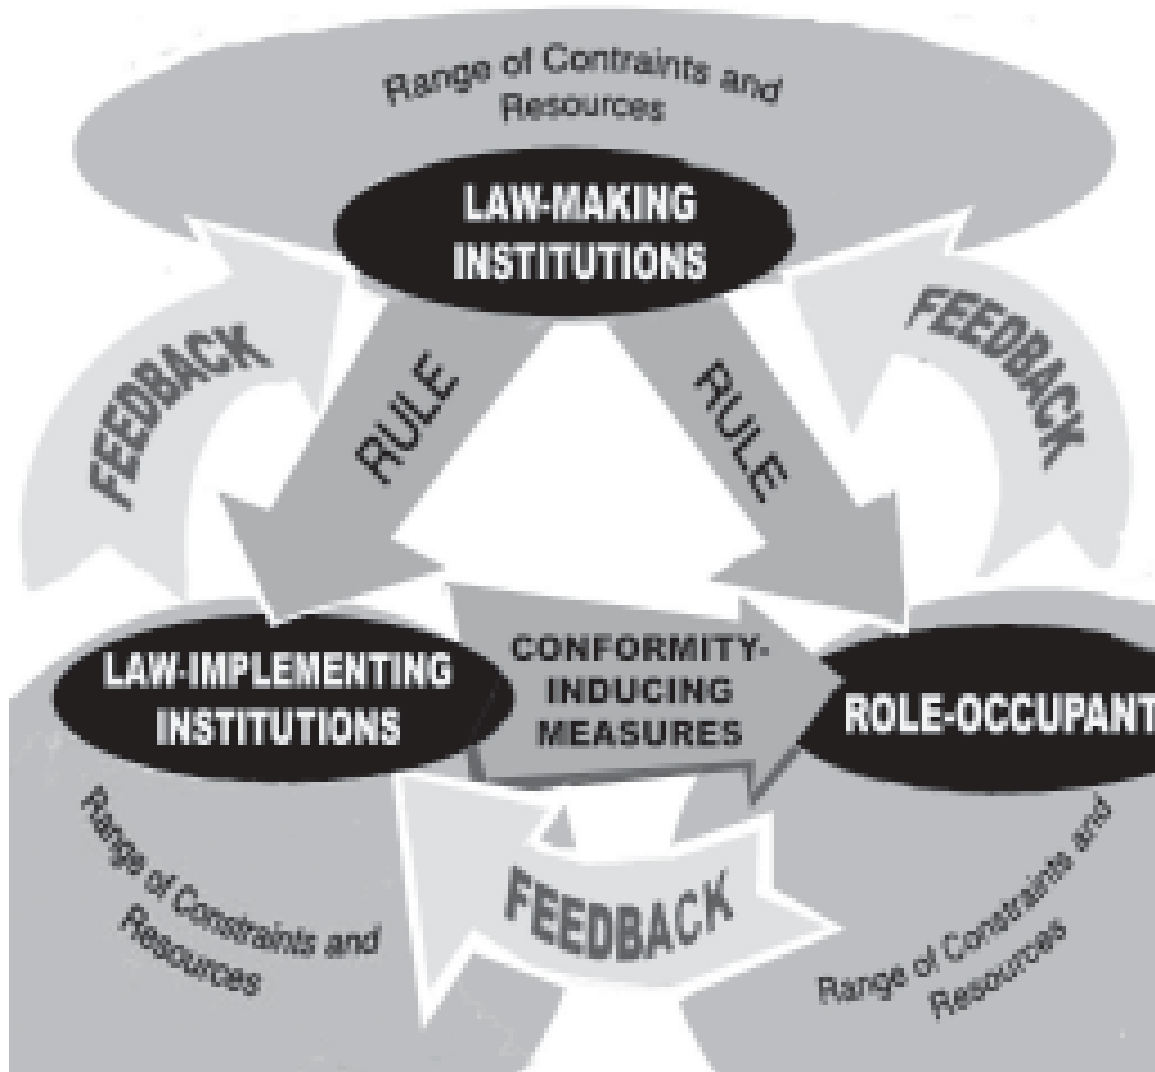 Range of Contraints and
Resources
LAW-MAKING
INSTITUTIONS
FEEDBACK
RULE
RULE
FEEDBACK
LAW-IMPLEMENTING
INSTITUTIONS
CONFORMITY-
INDUCING
MEASURES
ROLE-OCCUPANT
Range of Constraints and
Resources
FEEDBACK
Range of Constraints and
Resources